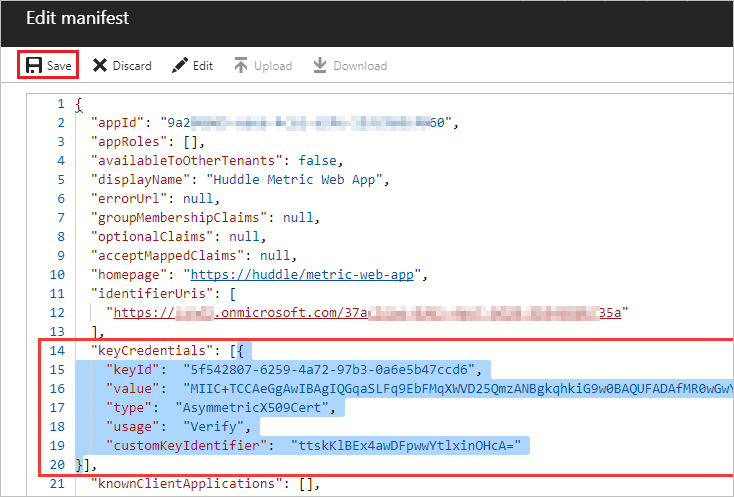 Edit manifest
Save Discard Edit Upload Download
1 {
2 "appId": "9a2 60",
3 "appRoles": [],
4 "availableToOtherTenants": false,
5 "displayName": "Huddle Metric Web App",
6 "errorUrl": null,
7 "groupMembershipClaims": null,
8 "optionalClaims": null,
9 "acceptMappedClaims": null,
10 "homepage": "https://huddle/metric-web-app",
11 "identifierUris": [
12 "https:// .onmicrosoft.com/37a 35a"
13 ],
14 "keyCredentials": [{
15 "keyId": "5f542807-6259-4a72-97b3-0a6e5b47ccd6",
16 "value": "MIIC+TCCAeGgAwIBAgIQGqaSLFq9EbFMqXWVD25QmzANBgkqhkiG9w0BAQUFADAfMR0wGwY
17 "type": "AsymmetricX509Cert",
18 "usage": "Verify",
19 "customKeyIdentifier": "ttskKlBEx4awDFpwwYtlxinOHcA="
20 }],
21 "knownClientApplications": [],